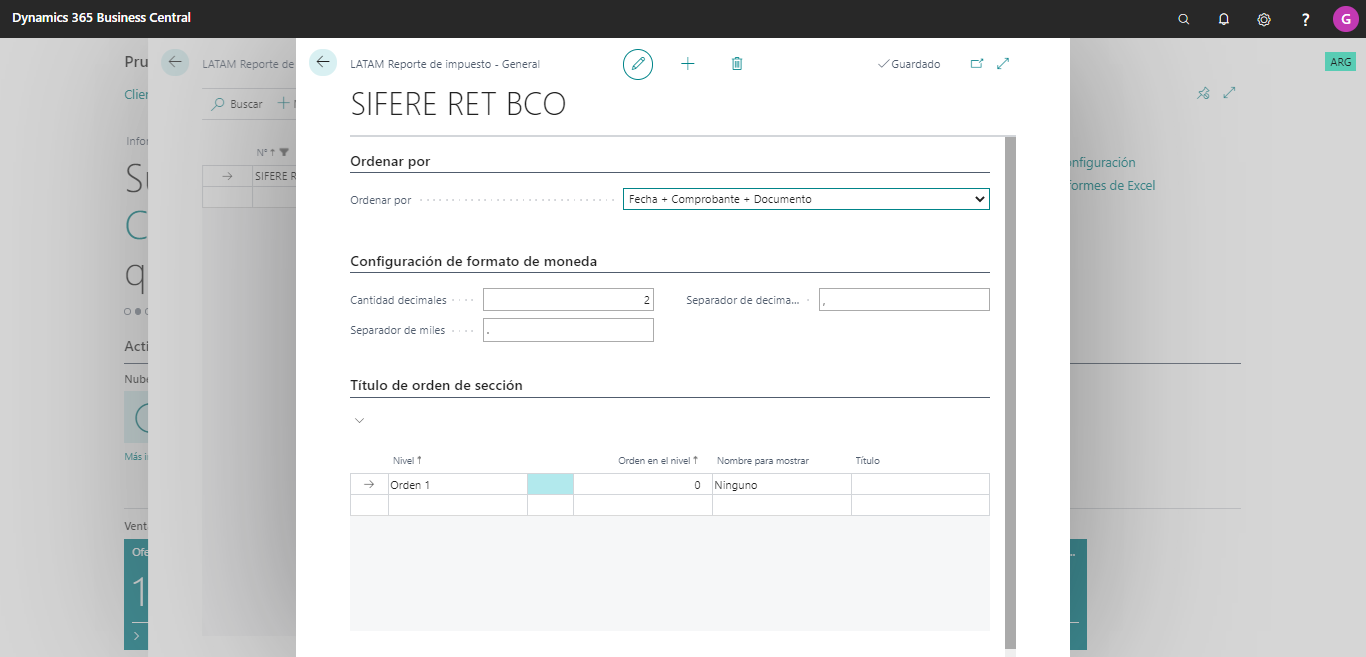 Dynamics 365 Business Central
?
G
ARG
Pru
LATAM Reporte de
LATAM Reporte de impuesto - General
Guardado
SIFERE RET BCO
Clier
Buscar
Infor
Nº ↑
SIFERE R
Ordenar por
Ordenar por
Fecha + Comprobante + Documento
onfiguración
formes de Excel
Configuración de formato de moneda
Cantidad decimales
2
Separador de decima...
,
Separador de miles
.
Acti
Nube
Más i
Título de orden de sección
Nivel ↑
Orden en el nivel ↑
Nombre para mostrar
Título
Orden 1
0
Ninguno
Vent
Ofe
1